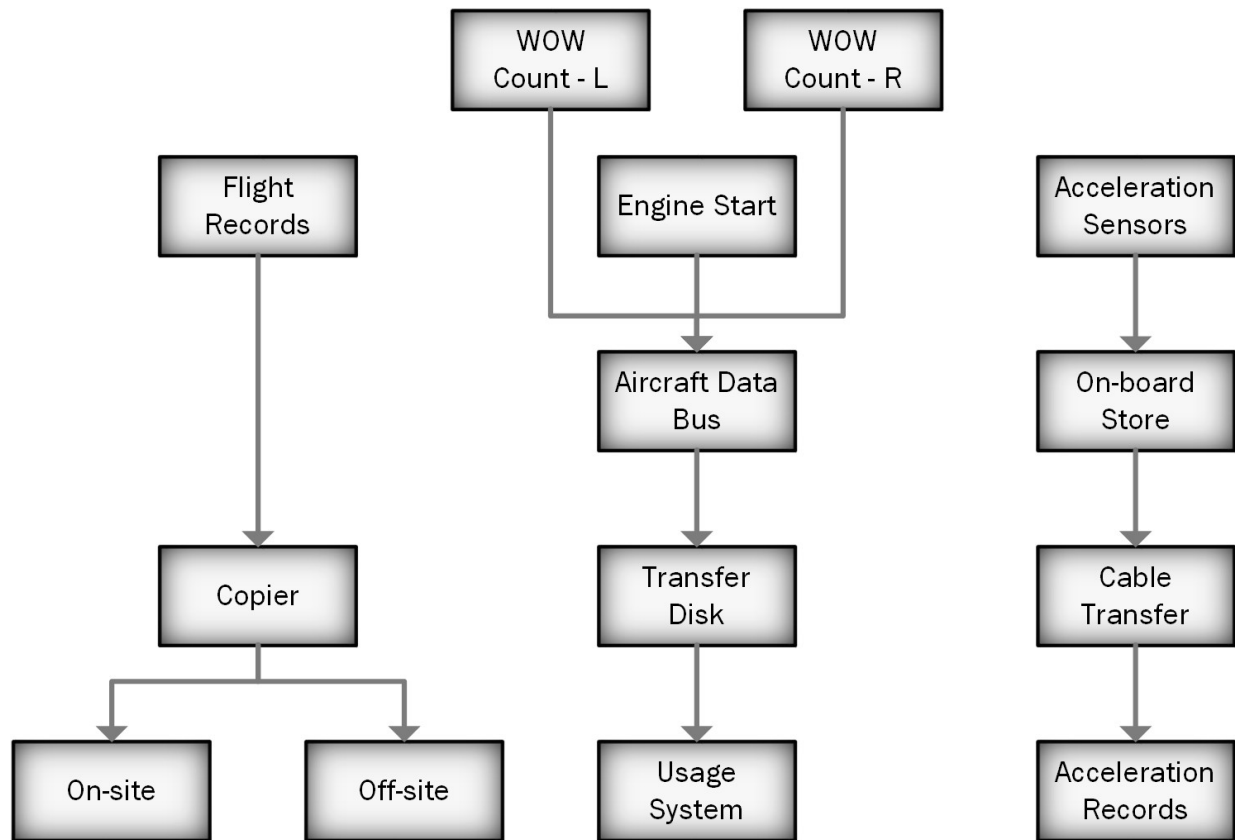 WOW
Count - L
WOW
Count - R
Flight
Records
Engine Start
Acceleration
Sensors
Aircraft Data
Bus
On-board
Store
Copier
Transfer
Disk
Cable
Transfer
On-site
Off-site
Usage
System
Acceleration
Records